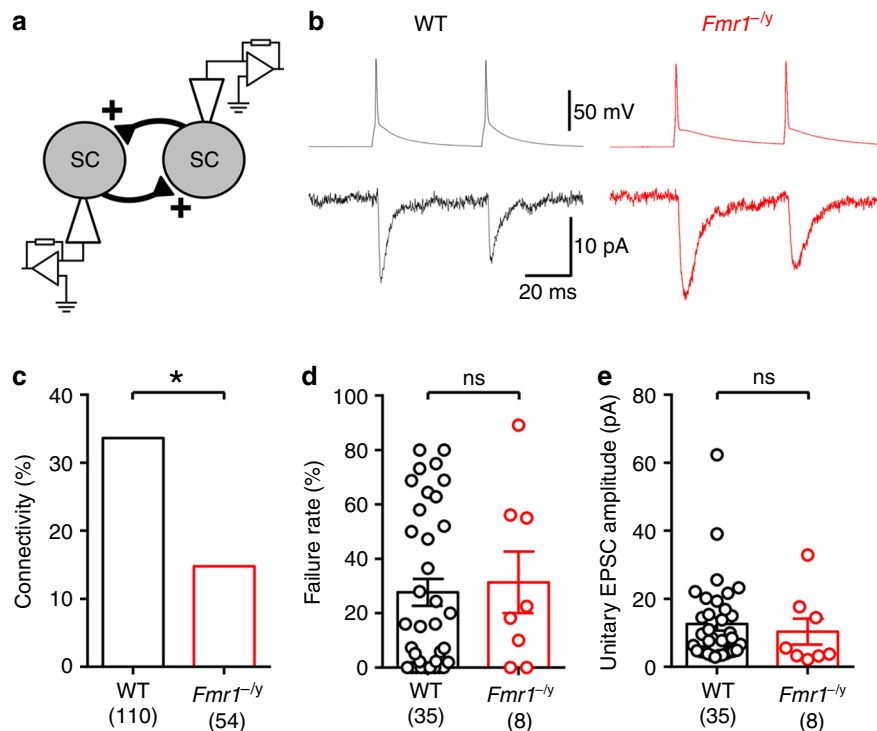 a
+
SC
SC
+
b
WT
Fmr1⁻/ʸ
50 mV
10 pA
20 ms
c
*
Connectivity (%)
40
30
20
10
0
WT
(110)
Fmr1⁻/ʸ
(54)
d
ns
Failure rate (%)
100
80
60
40
20
0
WT
(35)
Fmr1⁻/ʸ
(8)
e
ns
Unitary EPSC amplitude (pA)
80
60
40
20
0
WT
(35)
Fmr1⁻/ʸ
(8)